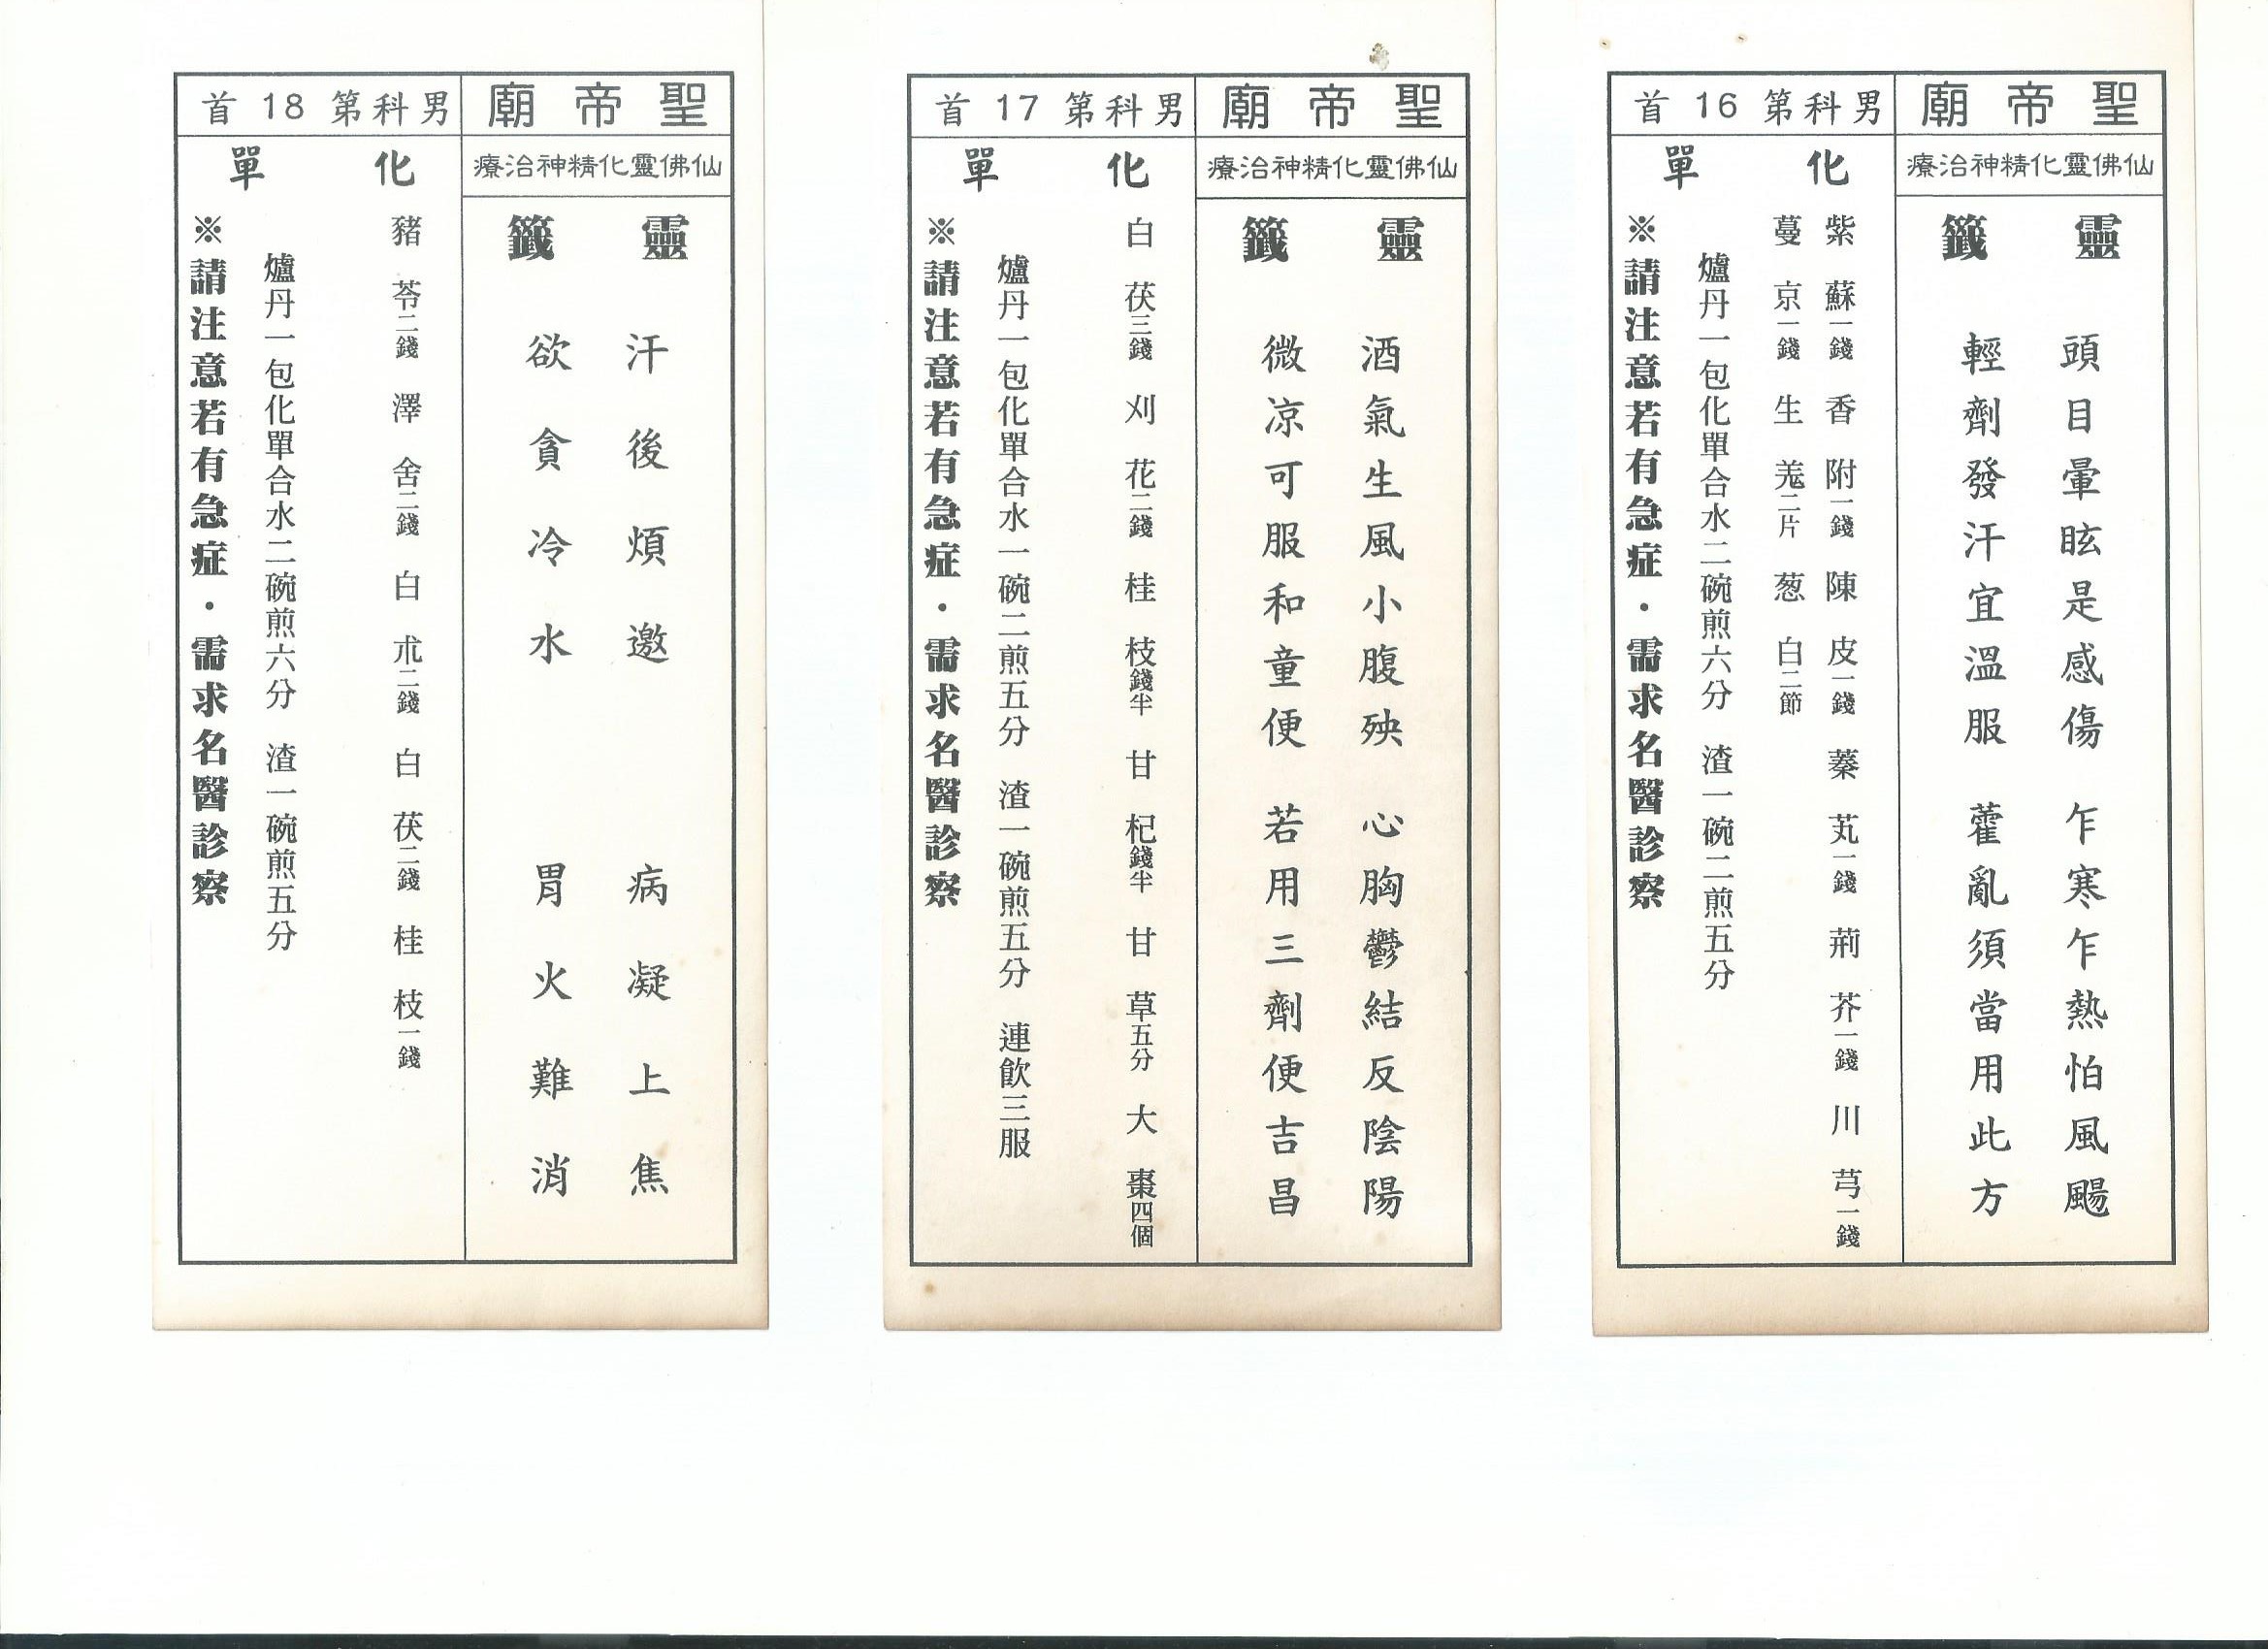 聖帝廟
男科第16首
仙佛靈化精神治療
靈籤
頭目暈眩是感傷 乍寒乍熱怕風颺
輕劑發汗宜溫服 藿亂須當用此方
化單
紫蘇一錢 香附一錢 陳皮一錢 蓁艽一錢 荊芥一錢 川芎一錢
蔓京一錢 生羗二片 葱白二節
爐丹一包化單合水二碗煎六分 渣一碗二煎五分
※請注意若有急症・需求名醫診察
聖帝廟
男科第17首
仙佛靈化精神治療
靈籤
酒氣生風小腹殃 心胸鬱結反陰陽
微凉可服和童便 若用三劑便吉昌
化單
白茯三錢 刈花二錢 桂枝錢半 甘杞錢半 甘草五分 大棗四個
爐丹一包化單合水一碗二煎五分 渣一碗煎五分 連飲三服
※請注意若有急症・需求名醫診察
聖帝廟
男科第18首
仙佛靈化精神治療
靈籤
汗後煩邀 病凝上焦
欲貪冷水 胃火難消
化單
豬苓二錢 澤舍二錢 白朮二錢 白茯二錢 桂枝一錢
爐丹一包化單合水二碗煎六分 渣一碗煎五分
※請注意若有急症・需求名醫診察